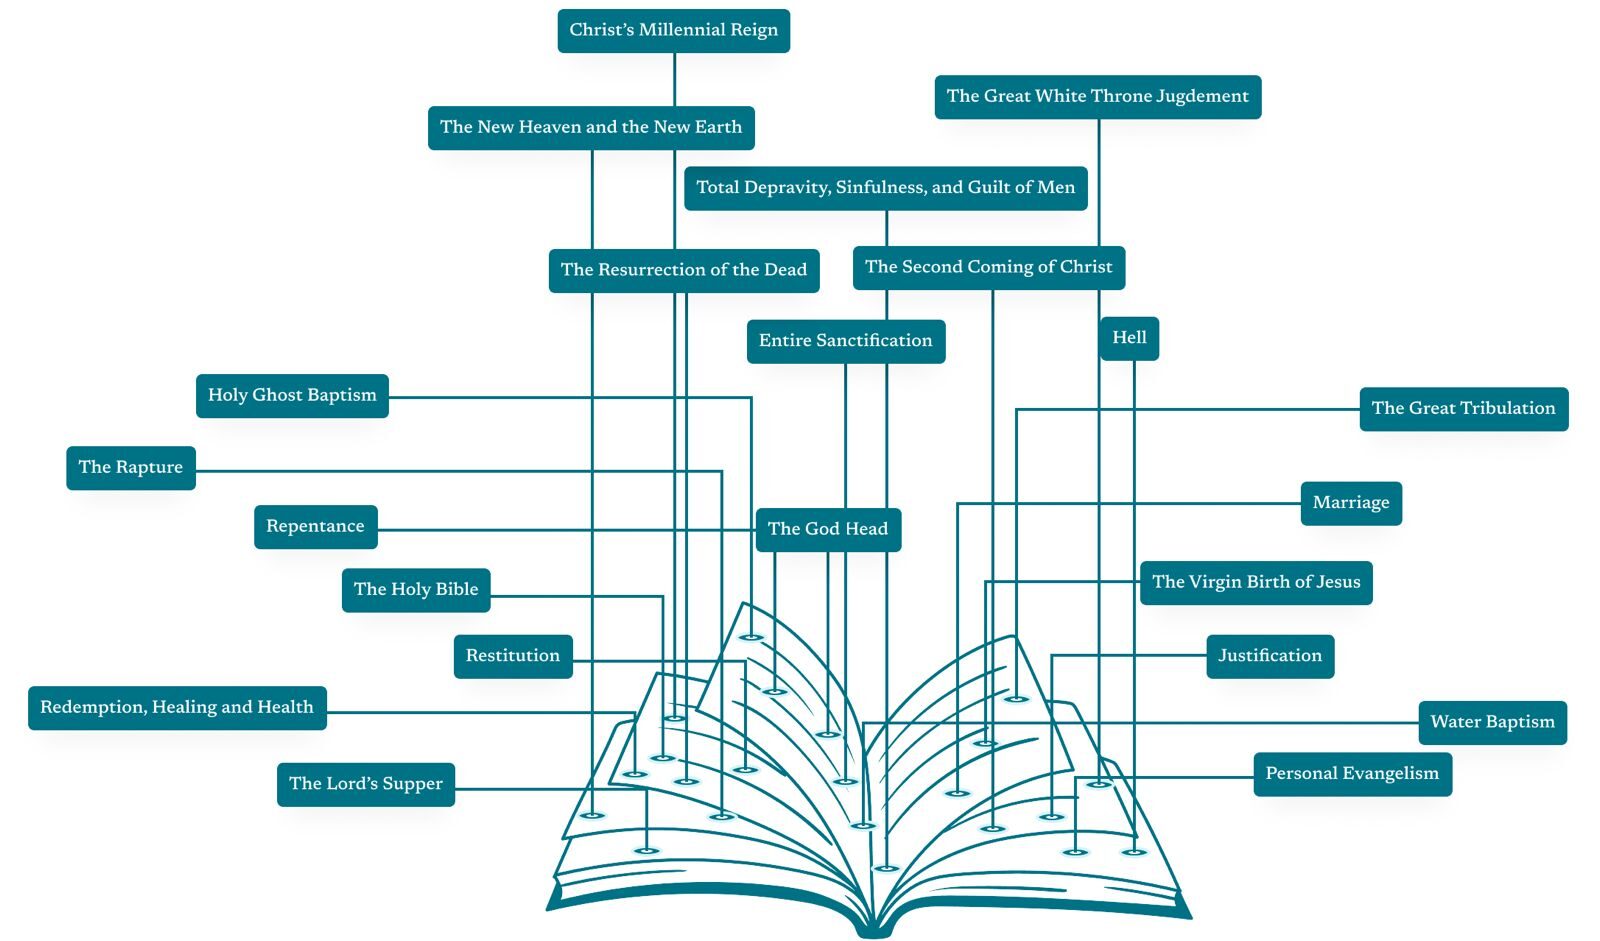 Christ’s Millennial Reign
The Great White Throne Jugdement
The New Heaven and the New Earth
Total Depravity, Sinfulness, and Guilt of Men
The Resurrection of the Dead
The Second Coming of Christ
Entire Sanctification
Hell
Holy Ghost Baptism
The Great Tribulation
The Rapture
Marriage
Repentance
The God Head
The Holy Bible
The Virgin Birth of Jesus
Restitution
Justification
Redemption, Healing and Health
Water Baptism
The Lord’s Supper
Personal Evangelism